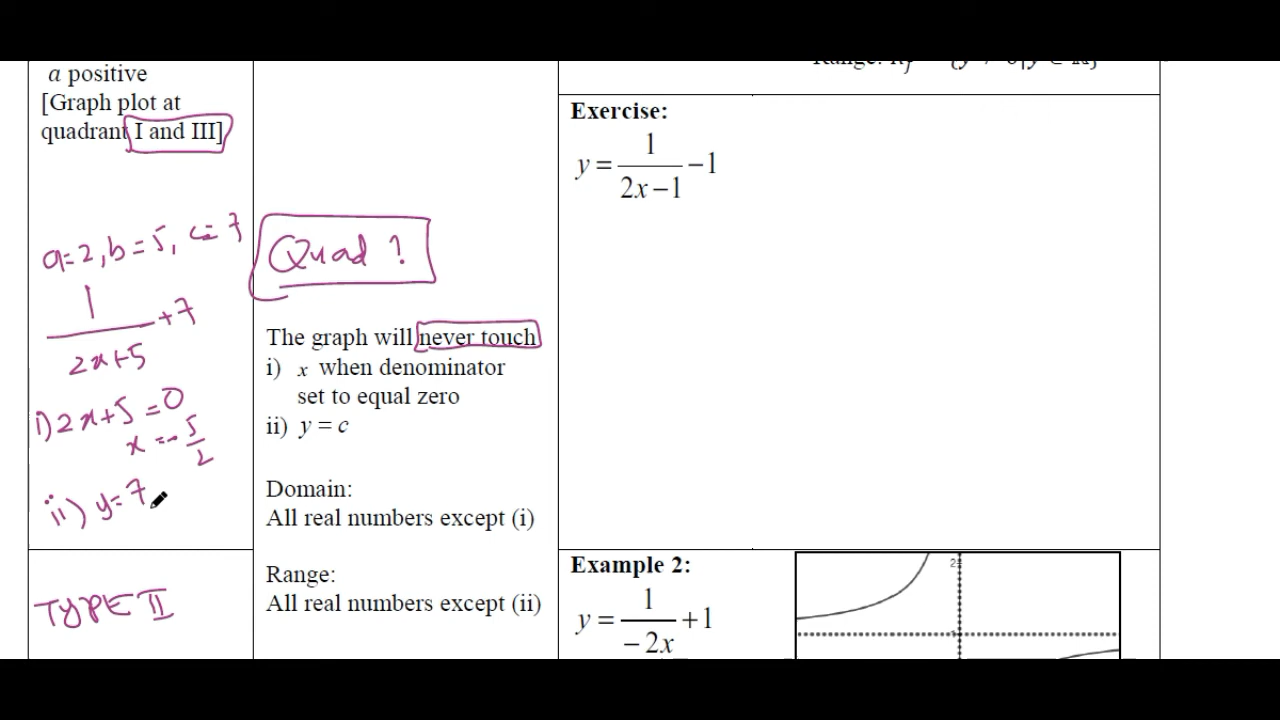 a positive
[Graph plot at
quadrant I and III]
a=2, b=5, c=7
1
2x+5
+7
i) 2x+5=0
x=-5/2
ii) y=7
TYPE II
Quad ?
The graph will never touch
i) x when denominator
set to equal zero
ii) y = c
Domain:
All real numbers except (i)
Range:
All real numbers except (ii)
Exercise:
y = 1/(2x−1) −1
Example 2:
y = 1/(−2x) +1
2